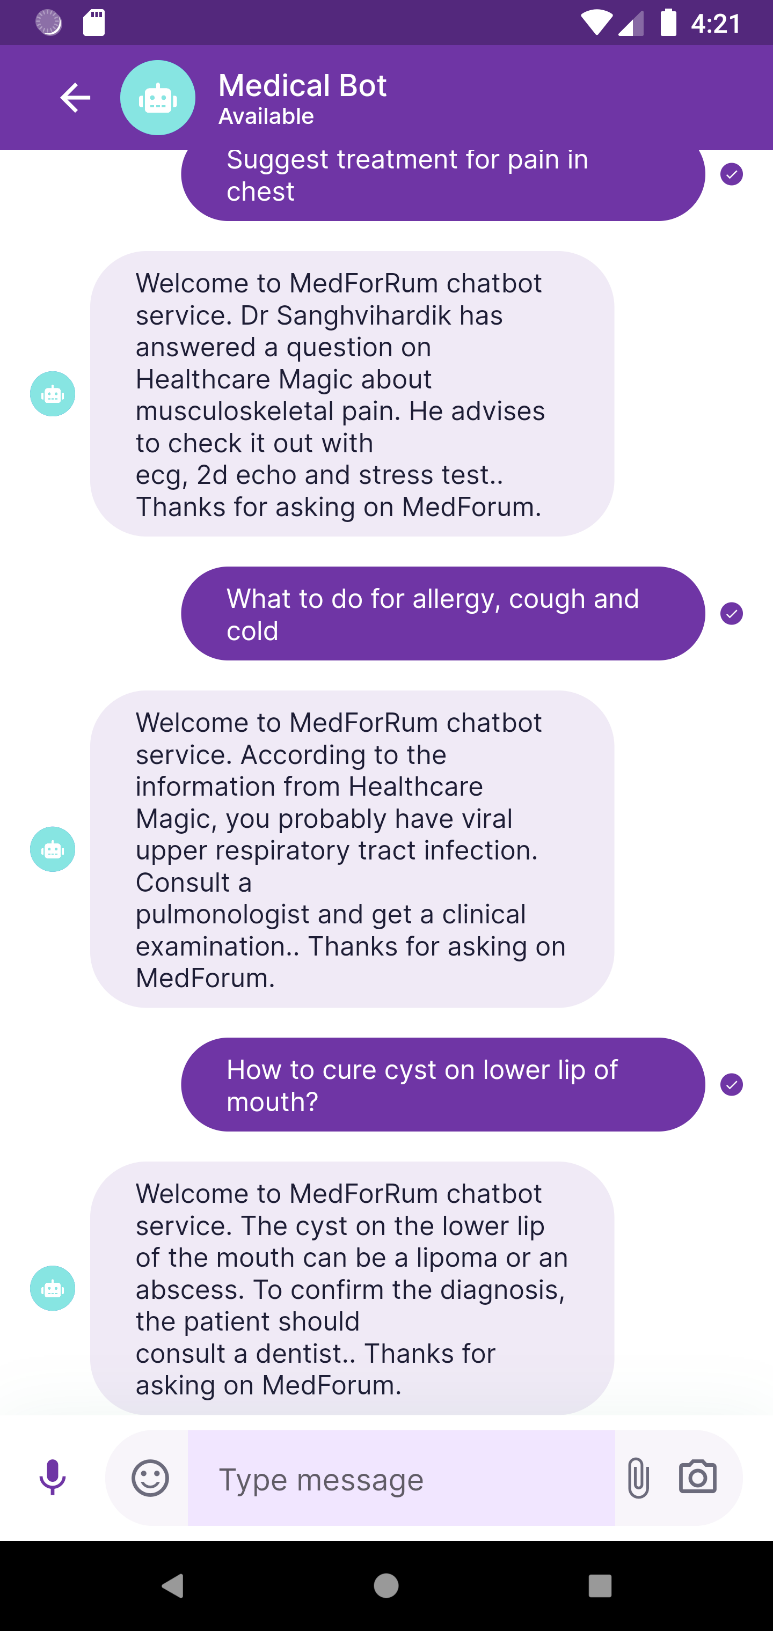 4:21
Medical Bot
Available
Suggest treatment for pain in
chest
Welcome to MedForRum chatbot
service. Dr Sanghvihardik has
answered a question on
Healthcare Magic about
musculoskeletal pain. He advises
to check it out with
ecg, 2d echo and stress test..
Thanks for asking on MedForum.
What to do for allergy, cough and
cold
Welcome to MedForRum chatbot
service. According to the
information from Healthcare
Magic, you probably have viral
upper respiratory tract infection.
Consult a
pulmonologist and get a clinical
examination.. Thanks for asking on
MedForum.
How to cure cyst on lower lip of
mouth?
Welcome to MedForRum chatbot
service. The cyst on the lower lip
of the mouth can be a lipoma or an
abscess. To confirm the diagnosis,
the patient should
consult a dentist.. Thanks for
asking on MedForum.
Type message